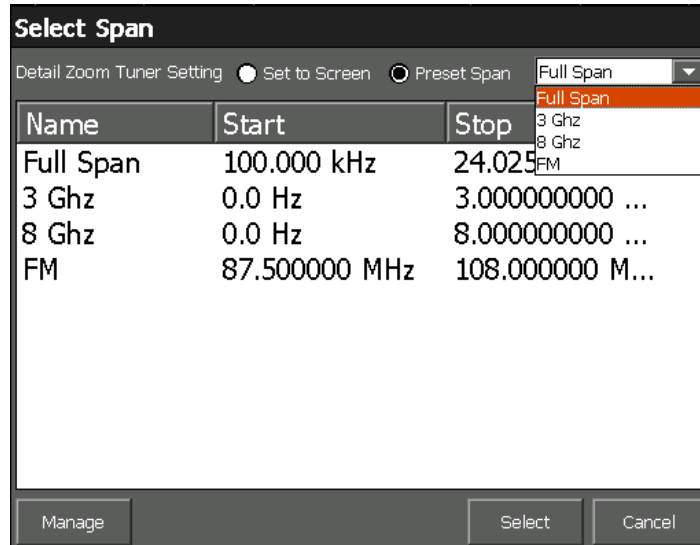 Select Span
Detail Zoom Tuner Setting Set to Screen Preset Span Full Span
Full Span
3 Ghz
8 Ghz
FM
Name Start Stop
Full Span 100.000 kHz 24.025
3 Ghz 0.0 Hz 3.000000000 ...
8 Ghz 0.0 Hz 8.000000000 ...
FM 87.500000 MHz 108.000000 M...
Manage Select Cancel